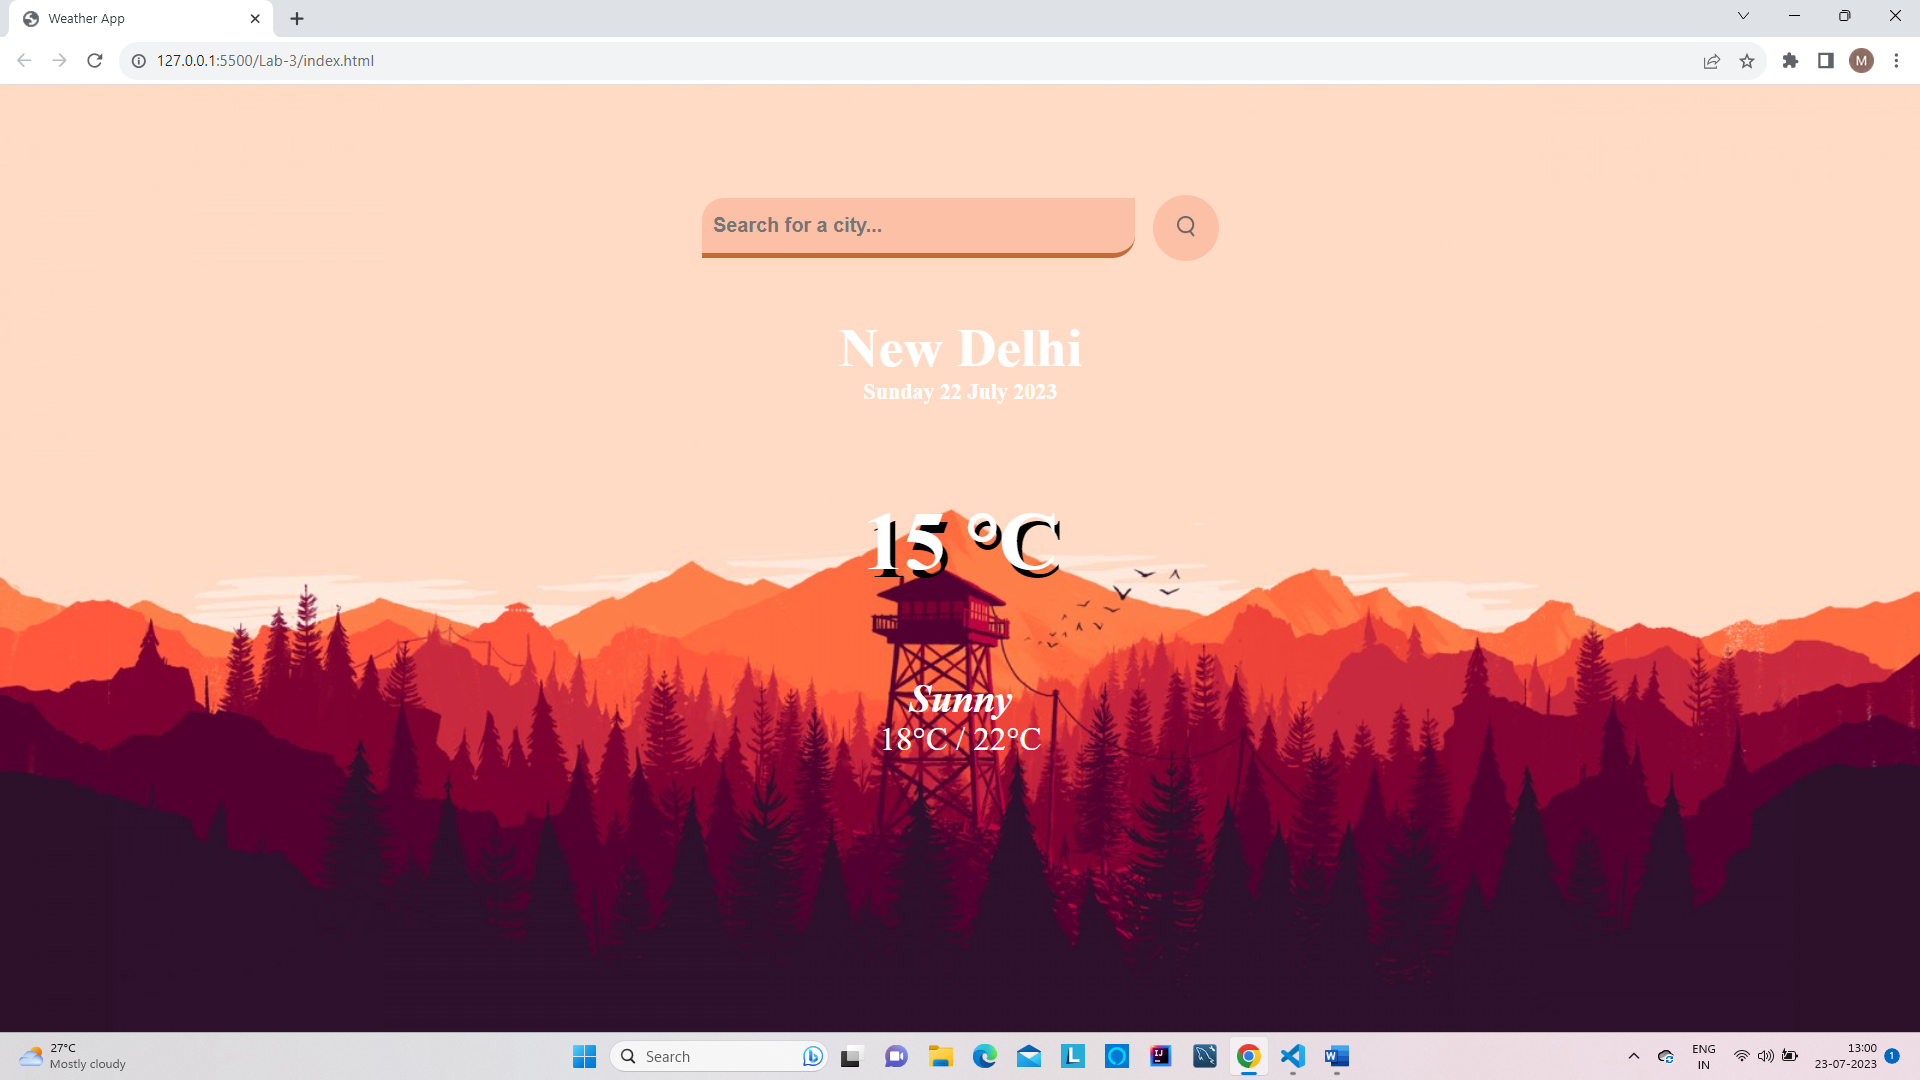 Weather App
127.0.0.1:5500/Lab-3/index.html
M
Search for a city...
New Delhi
Sunday 22 July 2023
15 °C
Sunny
18°C / 22°C
27°C
Mostly cloudy
Search
L
IJ
W
ENG
IN
13:00
23-07-2023
1